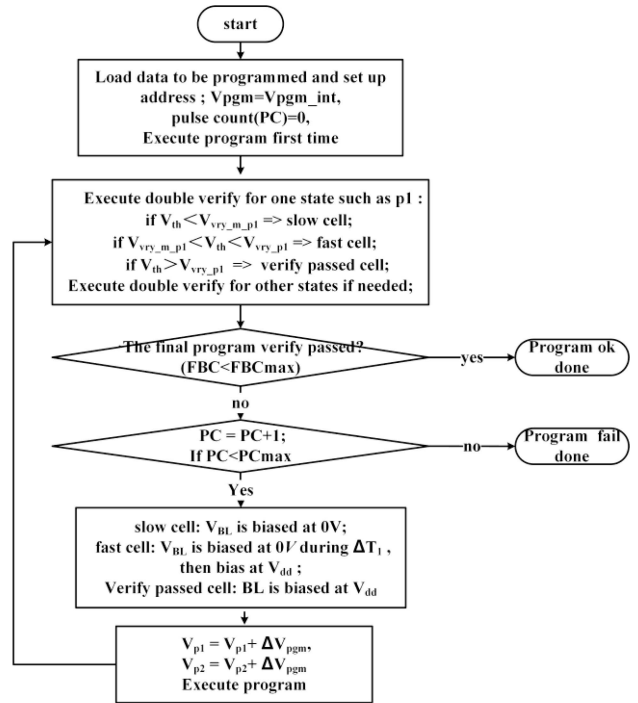 start
Load data to be programmed and set up
address ; Vpgm=Vpgm_int,
pulse count(PC)=0,
Execute program first time
Execute double verify for one state such as p1 :
if Vth<Vvry_m_p1 => slow cell;
if Vvry_m_p1<Vth<Vvry_p1 => fast cell;
if Vth>Vvry_p1 => verify passed cell;
Execute double verify for other states if needed;
The final program verify passed?
(FBC<FBCmax)
yes
Program ok
done
no
PC = PC+1;
If PC<PCmax
no
Program fail
done
Yes
slow cell: VBL is biased at 0V;
fast cell: VBL is biased at 0V during ΔT1 ,
then bias at Vdd ;
Verify passed cell: BL is biased at Vdd
Vp1 = Vp1+ ΔVpgm,
Vp2 = Vp2+ ΔVpgm
Execute program